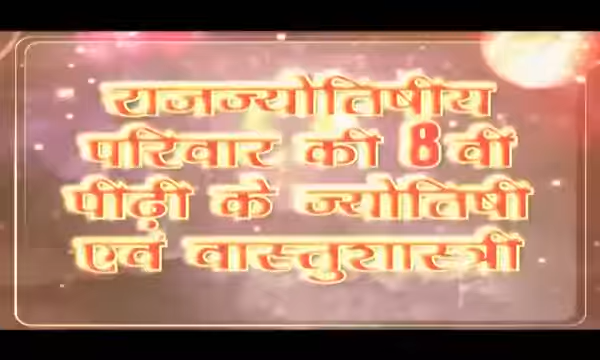 राजज्योतिषीय
परिवार की 8 वीं
पीढ़ी के ज्योतिषी
एवं वास्तुशास्त्री